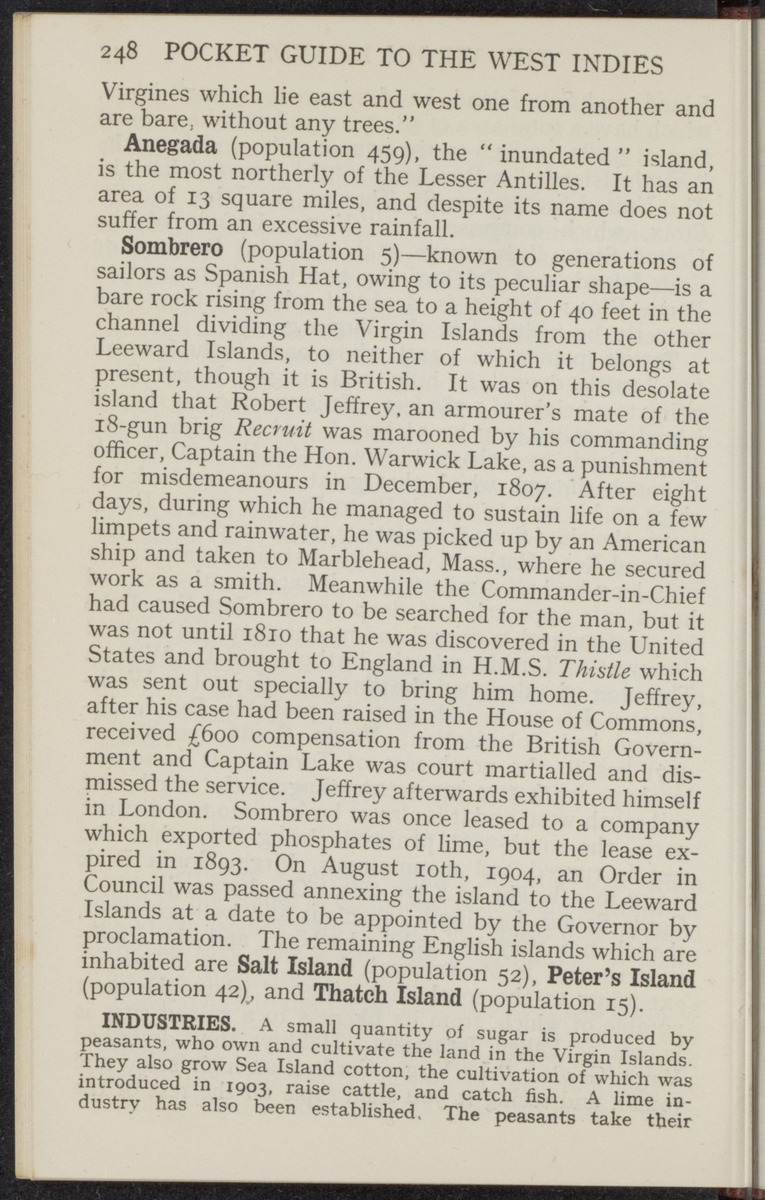 248 POCKET GUIDE TO THE WEST INDIES
Virgines which lie east and west one from another and
are bare, without any trees.”
Anegada (population 459), the “ inundated ” island,
is the most northerly of the Lesser Antilles. It has an
area of 13 square miles, and despite its name does not
suffer from an excessive rainfall.
Sombrero (population 5)—known to generations of
sailors as Spanish Hat, owing to its peculiar shape—is a
bare rock rising from the sea to a height of 40 feet in the
channel dividing the Virgin Islands from the other
Leeward Islands, to neither of which it belongs at
present, though it is British. It was on this desolate
island that Robert Jeffrey, an armourer’s mate of the
18-gun brig Recruit was marooned by his commanding
officer, Captain the Hon. Warwick Lake, as a punishment
for misdemeanours in December, 1807. After eight
days, during which he managed to sustain life on a few
limpets and rainwater, he was picked up by an American
ship and taken to Marblehead, Mass., where he secured
work as a smith. Meanwhile the Commander-in-Chief
had caused Sombrero to be searched for the man, but it
was not until 1810 that he was discovered in the United
States and brought to England in H.M.S. Thistle which
was sent out specially to bring him home. Jeffrey,
after his case had been raised in the House of Commons,
received £600 compensation from the British Govern-
ment and Captain Lake was court martialled and dis-
missed the service. Jeffrey afterwards exhibited himself
in London. Sombrero was once leased to a company
which exported phosphates of lime, but the lease ex-
pired in 1893. On August 10th, 1904, an Order in
Council was passed annexing the island to the Leeward
Islands at a date to be appointed by the Governor by
proclamation. The remaining English islands which are
inhabited are Salt Island (population 52), Peter’s Island
(population 42), and Thatch Island (population 15).
INDUSTRIES. A small quantity of sugar is produced by
peasants, who own and cultivate the land in the Virgin Islands.
They also grow Sea Island cotton, the cultivation of which was
introduced in 1903, raise cattle, and catch fish. A lime in-
dustry has also been established. The peasants take their